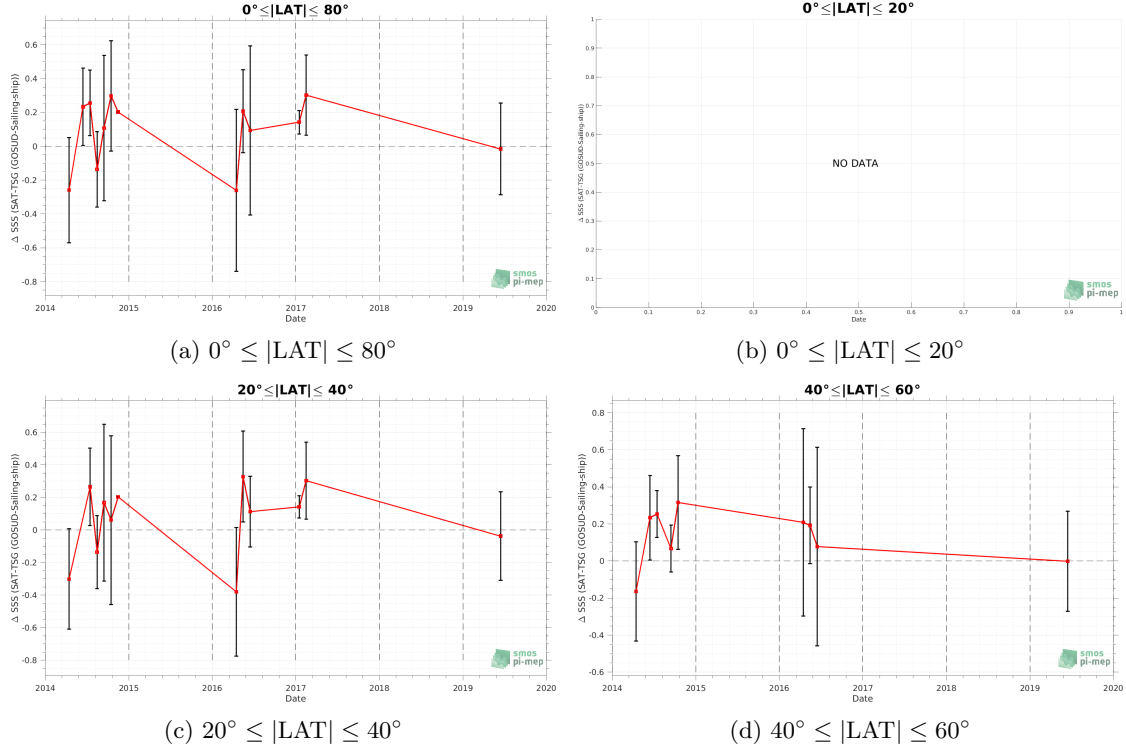 0°≤|LAT|≤ 80°
Δ SSS (SAT-TSG (GOSUD-Sailing-ship))
0.6
0.4
0.2
0
-0.2
-0.4
-0.6
-0.8
2014 2015 2016 2017 2018 2019 2020
Date
smos
pi-mep
(a) 0° ≤ |LAT| ≤ 80°
0°≤|LAT|≤ 20°
Δ SSS (SAT-TSG (GOSUD-Sailing-ship))
1
0.9
0.8
0.7
0.6
0.5
0.4
0.3
0.2
0.1
0
NO DATA
0 0.1 0.2 0.3 0.4 0.5 0.6 0.7 0.8 0.9 1
Date
smos
pi-mep
(b) 0° ≤ |LAT| ≤ 20°
20°≤|LAT|≤ 40°
Δ SSS (SAT-TSG (GOSUD-Sailing-ship))
0.6
0.4
0.2
0
-0.2
-0.4
-0.6
-0.8
2014 2015 2016 2017 2018 2019 2020
Date
smos
pi-mep
(c) 20° ≤ |LAT| ≤ 40°
40°≤|LAT|≤ 60°
Δ SSS (SAT-TSG (GOSUD-Sailing-ship))
0.8
0.6
0.4
0.2
0
-0.2
-0.4
-0.6
2014 2015 2016 2017 2018 2019 2020
Date
smos
pi-mep
(d) 40° ≤ |LAT| ≤ 60°